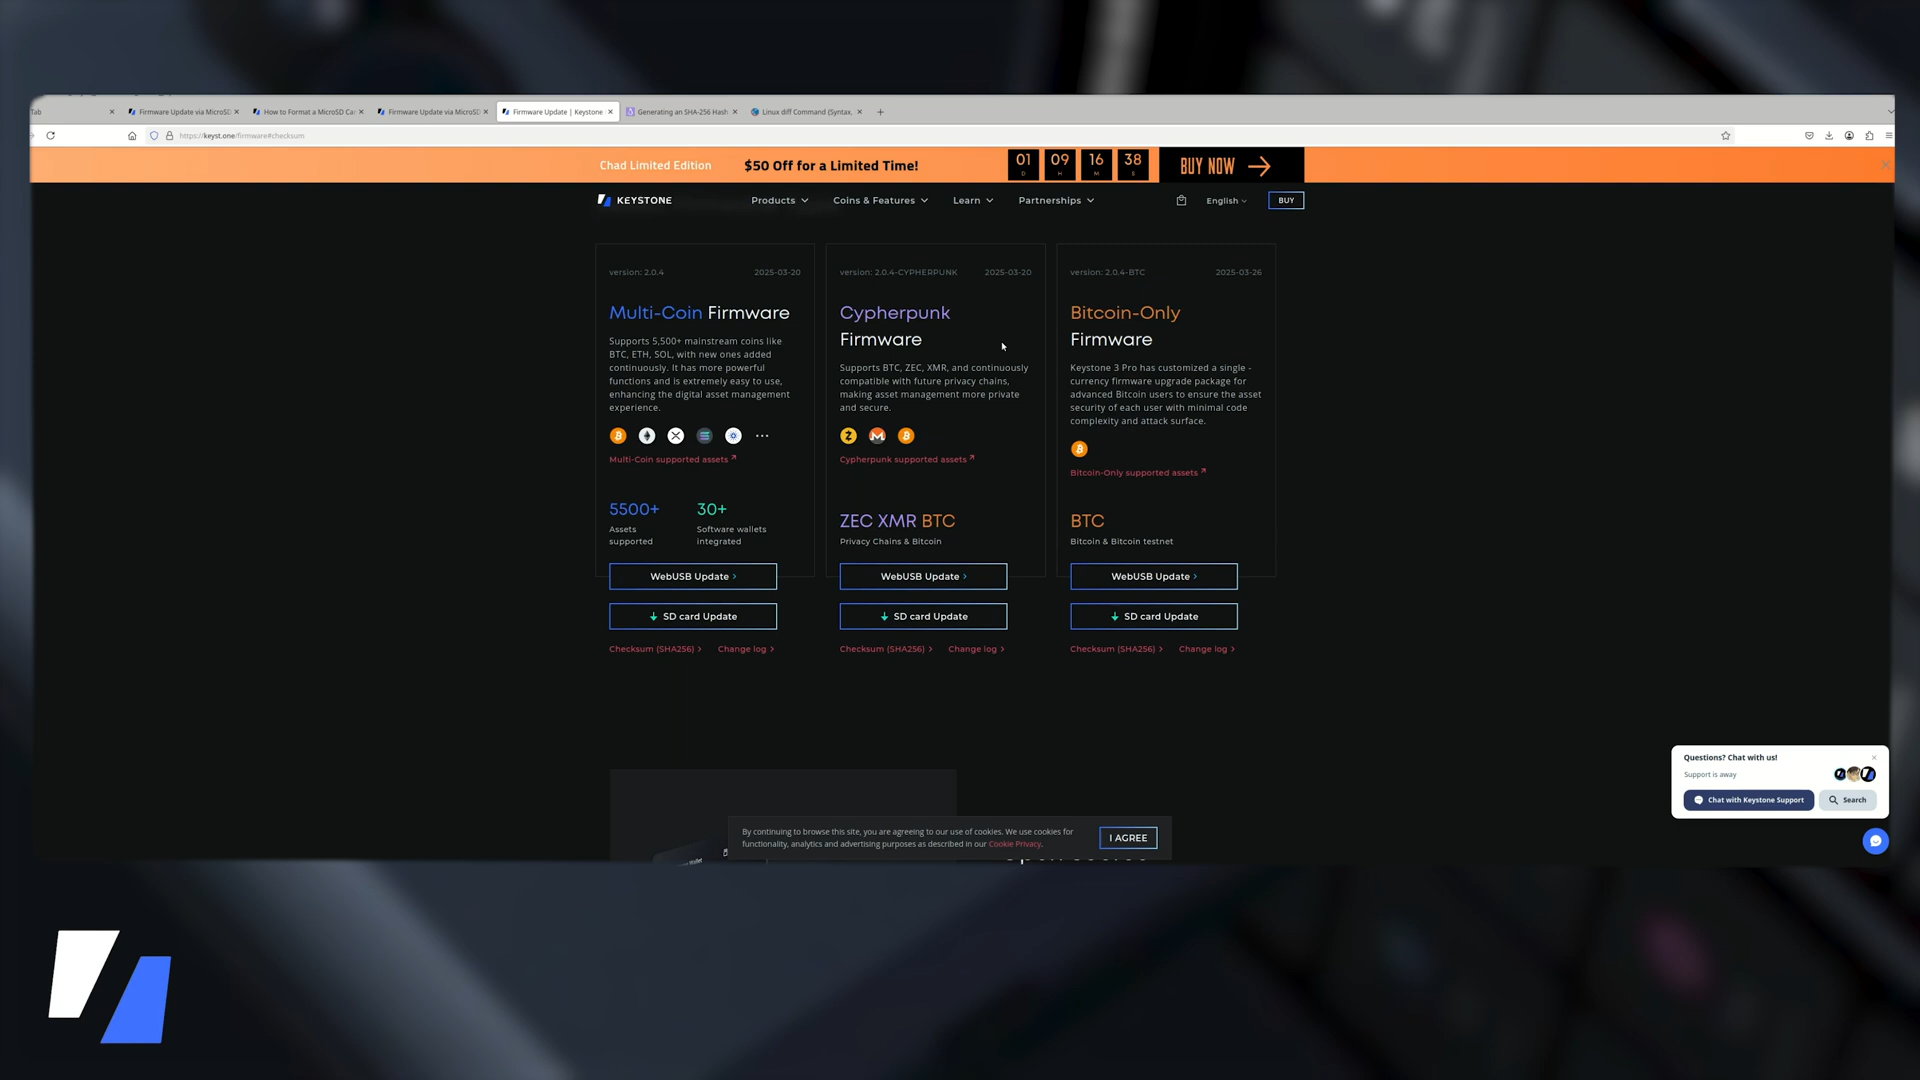 Tab
Firmware Update via MicroSD
How to Format a MicroSD Ca
Firmware Update via MicroSD
Firmware Update | Keystone
Generating an SHA-256 Hash
Linux diff Command (Syntax,
https://keyst.one/firmware#checksum
Chad Limited Edition
$50 Off for a Limited Time!
01 09 16 38
D H M S
BUY NOW
KEYSTONE
Products
Coins & Features
Learn
Partnerships
English
BUY
version: 2.0.4
2025-03-20
Multi-Coin Firmware
Supports 5,500+ mainstream coins like
BTC, ETH, SOL, with new ones added
continuously. It has more powerful
functions and is extremely easy to use,
enhancing the digital asset management
experience.
Multi-Coin supported assets
5500+
Assets
supported
30+
Software wallets
integrated
WebUSB Update
SD card Update
Checksum (SHA256)
Change log
version: 2.0.4-CYPHERPUNK
2025-03-20
Cypherpunk
Firmware
Supports BTC, ZEC, XMR, and continuously
compatible with future privacy chains,
making asset management more private
and secure.
Cypherpunk supported assets
ZEC XMR BTC
Privacy Chains & Bitcoin
WebUSB Update
SD card Update
Checksum (SHA256)
Change log
version: 2.0.4-BTC
2025-03-26
Bitcoin-Only
Firmware
Keystone 3 Pro has customized a single -
currency firmware upgrade package for
advanced Bitcoin users to ensure the asset
security of each user with minimal code
complexity and attack surface.
Bitcoin-Only supported assets
BTC
Bitcoin & Bitcoin testnet
WebUSB Update
SD card Update
Checksum (SHA256)
Change log
Questions? Chat with us!
Support is away
Chat with Keystone Support
Search
By continuing to browse this site, you are agreeing to our use of cookies. We use cookies for
functionality, analytics and advertising purposes as described in our Cookie Privacy.
I AGREE